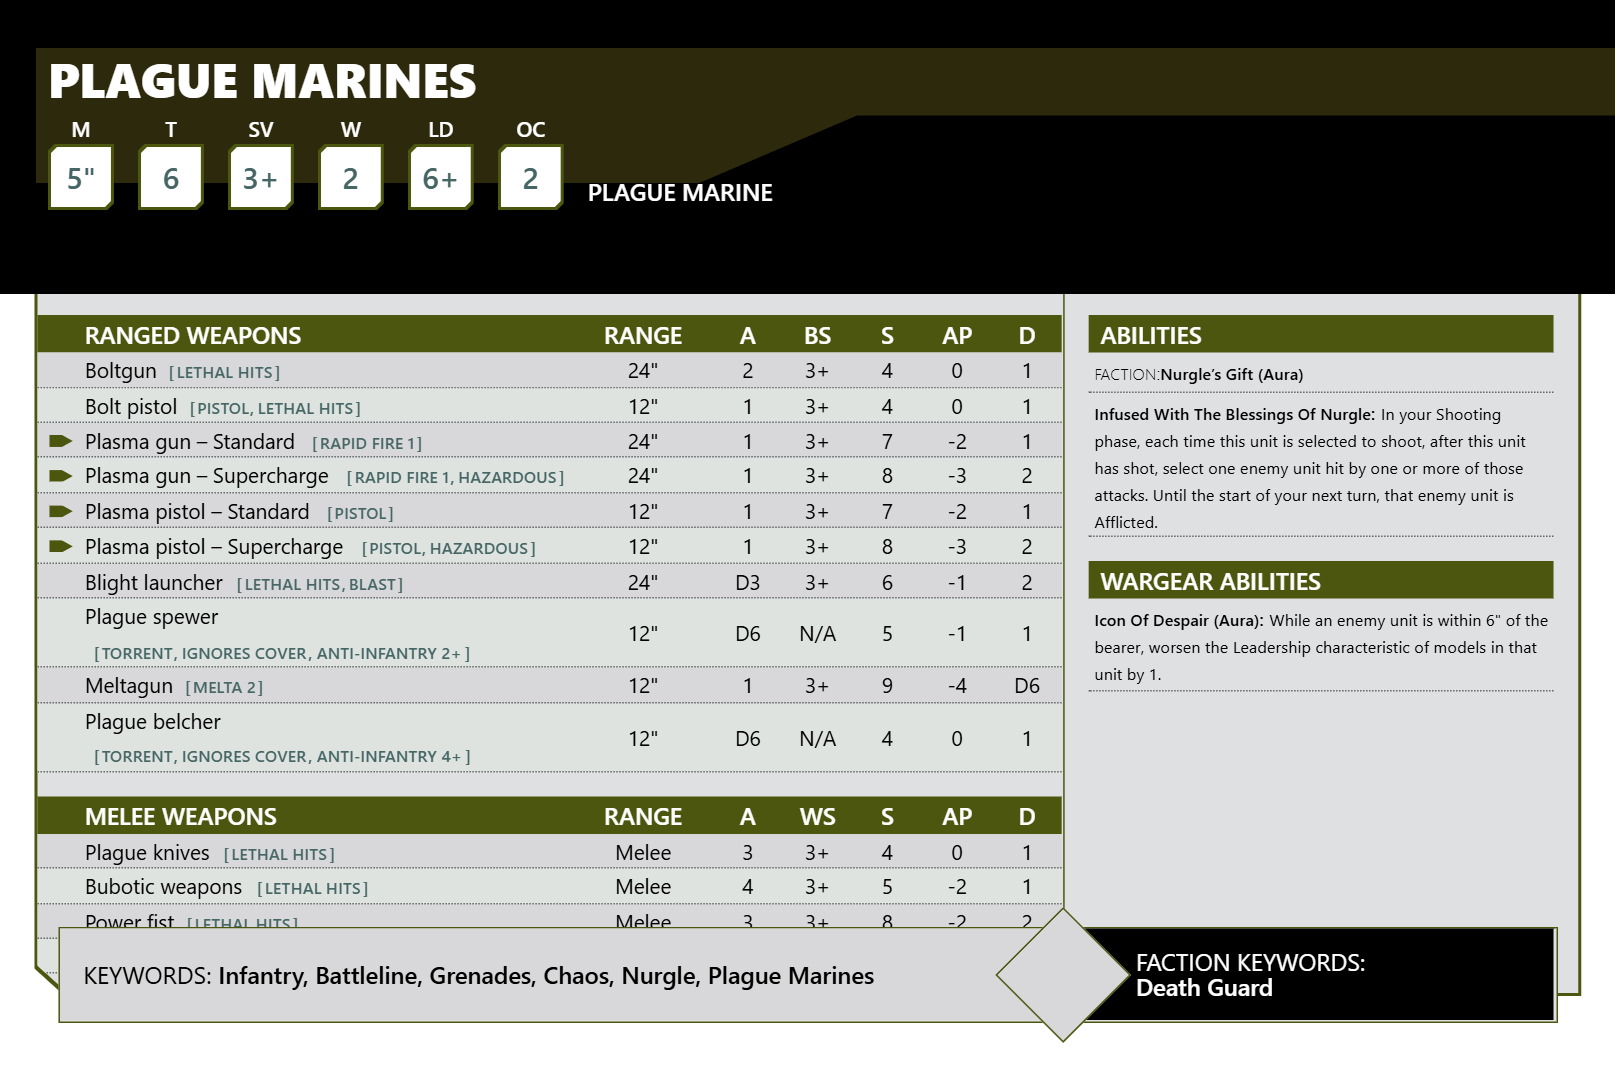 PLAGUE MARINES
M T SV W LD OC
5" 6 3+ 2 6+ 2 PLAGUE MARINE
RANGED WEAPONS RANGE A BS S AP D
Boltgun [LETHAL HITS] 24" 2 3+ 4 0 1
Bolt pistol [PISTOL, LETHAL HITS] 12" 1 3+ 4 0 1
Plasma gun – Standard [RAPID FIRE 1] 24" 1 3+ 7 -2 1
Plasma gun – Supercharge [RAPID FIRE 1, HAZARDOUS] 24" 1 3+ 8 -3 2
Plasma pistol – Standard [PISTOL] 12" 1 3+ 7 -2 1
Plasma pistol – Supercharge [PISTOL, HAZARDOUS] 12" 1 3+ 8 -3 2
Blight launcher [LETHAL HITS, BLAST] 24" D3 3+ 6 -1 2
Plague spewer
12" D6 N/A 5 -1 1
[TORRENT, IGNORES COVER, ANTI-INFANTRY 2+]
Meltagun [MELTA 2] 12" 1 3+ 9 -4 D6
Plague belcher
12" D6 N/A 4 0 1
[TORRENT, IGNORES COVER, ANTI-INFANTRY 4+]
MELEE WEAPONS RANGE A WS S AP D
Plague knives [LETHAL HITS] Melee 3 3+ 4 0 1
Bubotic weapons [LETHAL HITS] Melee 4 3+ 5 -2 1
Power fist [LETHAL HITS] Melee 3 3+ 8 -2 2
ABILITIES
FACTION:Nurgle's Gift (Aura)
Infused With The Blessings Of Nurgle: In your Shooting
phase, each time this unit is selected to shoot, after this unit
has shot, select one enemy unit hit by one or more of those
attacks. Until the start of your next turn, that enemy unit is
Afflicted.
WARGEAR ABILITIES
Icon Of Despair (Aura): While an enemy unit is within 6" of the
bearer, worsen the Leadership characteristic of models in that
unit by 1.
KEYWORDS: Infantry, Battleline, Grenades, Chaos, Nurgle, Plague Marines
FACTION KEYWORDS:
Death Guard